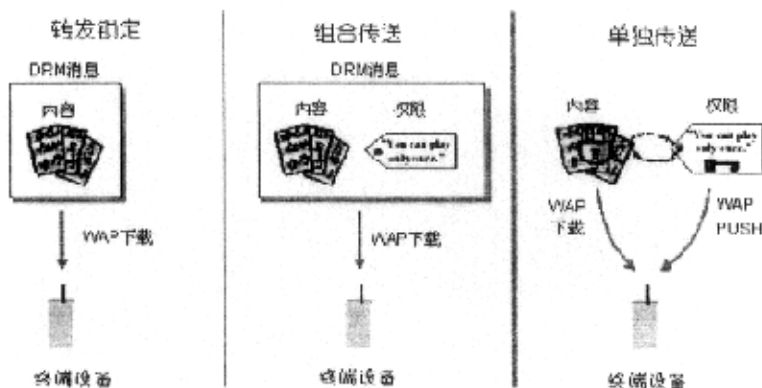 转发锁定
DRM消息
内容
WAP下载
终端设备
组合传送
DRM消息
内容 权限
"You can play
only once."
WAP下载
终端设备
单独传送
内容 权限
"You can play
only once."
WAP
下载
WAP
PUSH
终端设备